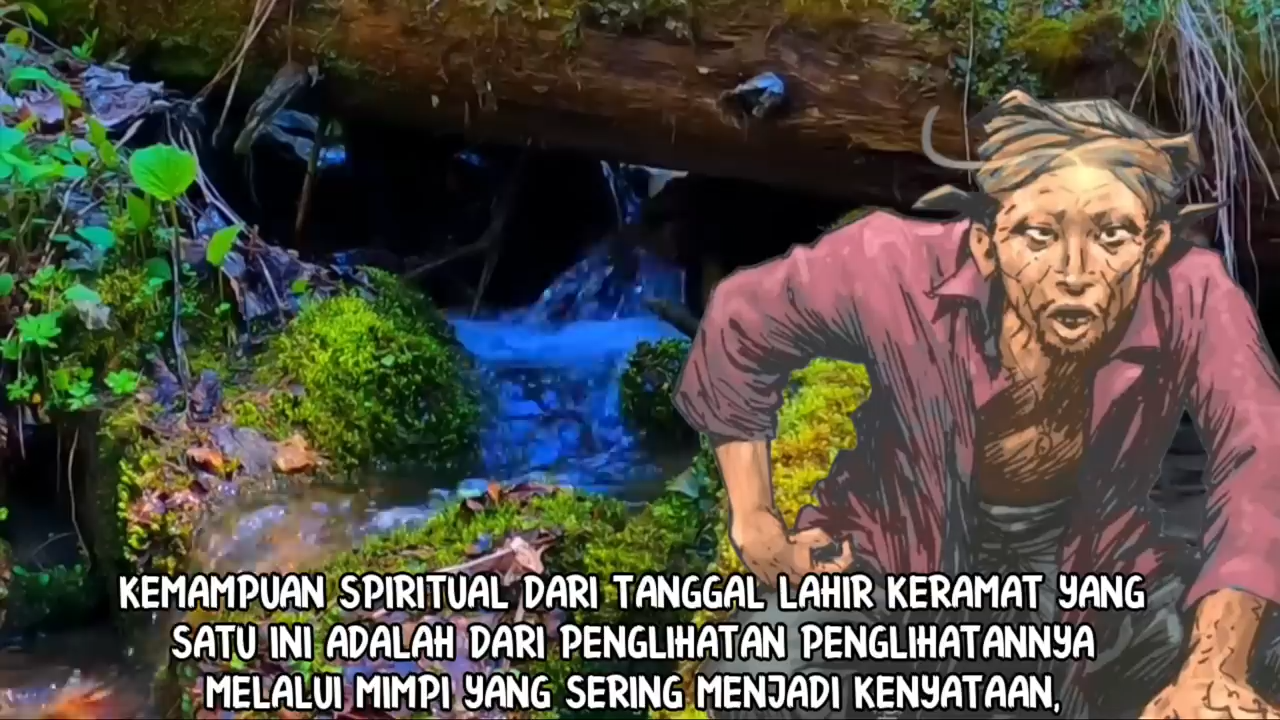 KEMAMPUAN SPIRITUAL DARI TANGGAL LAHIR KERAMAT YANG
SATU INI ADALAH DARI PENGLIHATAN PENGLIHATANNYA
MELALUI MIMPI YANG SERING MENJADI KENYATAAN,